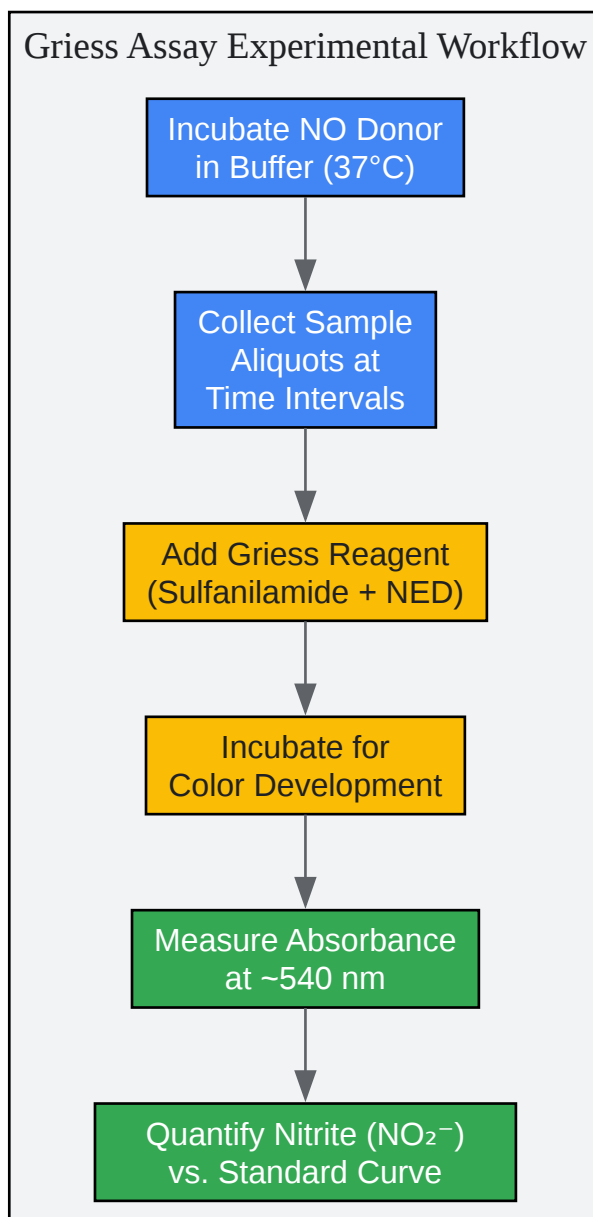 Griess Assay Experimental Workflow
Incubate NO Donor
in Buffer (37°C)
Collect Sample
Aliquots at
Time Intervals
Add Griess Reagent
(Sulfanilamide + NED)
Incubate for
Color Development
Measure Absorbance
at ~540 nm
Quantify Nitrite (NO₂⁻)
vs. Standard Curve